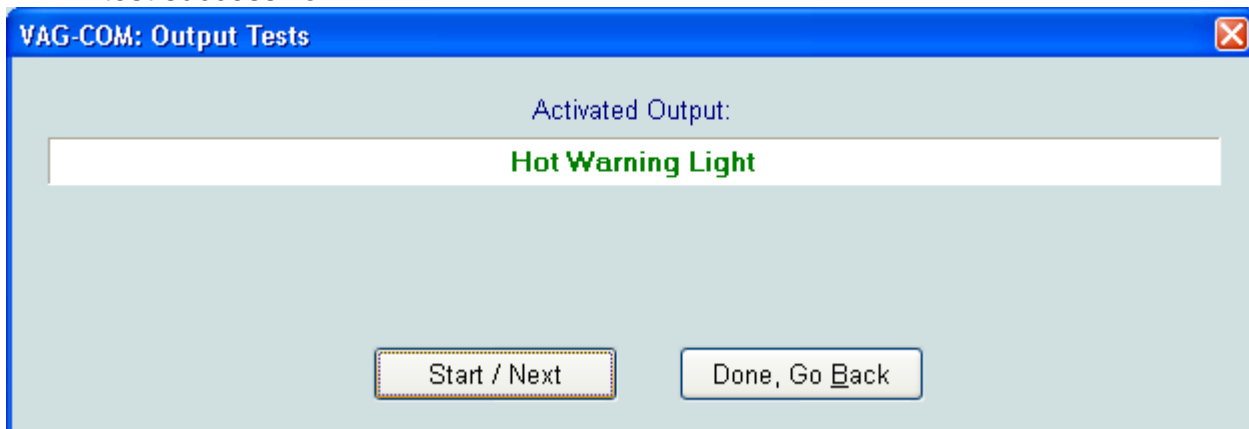 VAG-COM: Output Tests
Activated Output:
Hot Warning Light
Start / Next
Done, Go Back